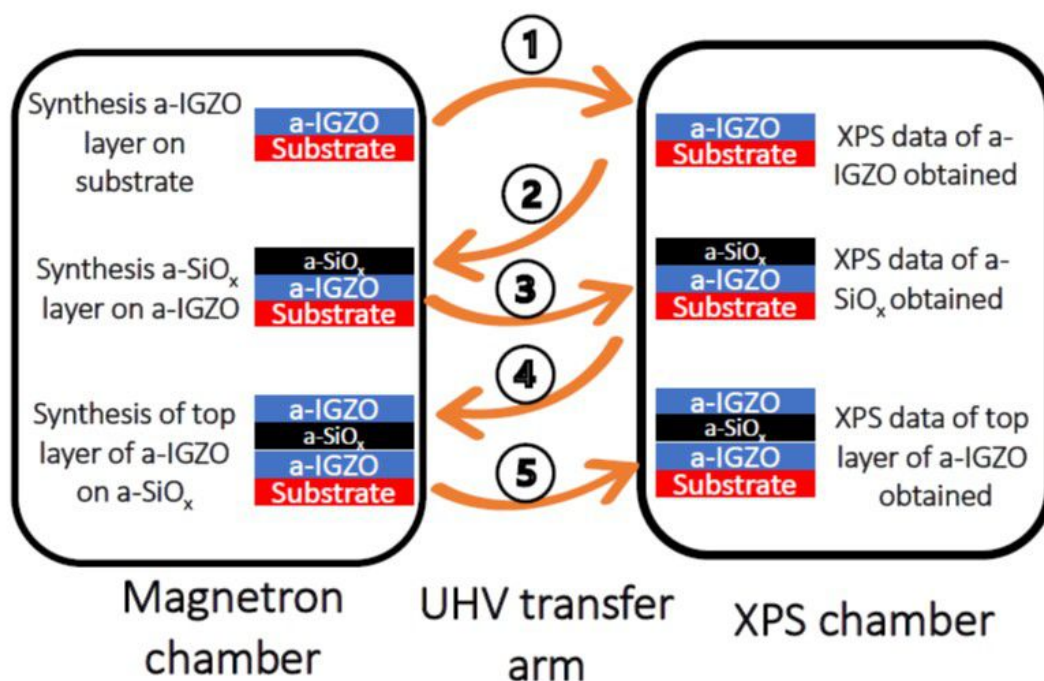 1
Synthesis a-IGZO
layer on
substrate
a-IGZO
Substrate
a-IGZO
Substrate
XPS data of a-
IGZO obtained
2
Synthesis a-SiOₓ
layer on a-IGZO
a-SiOₓ
a-IGZO
Substrate
3
a-SiOₓ
a-IGZO
Substrate
XPS data of a-
SiOₓ obtained
4
Synthesis of top
layer of a-IGZO
on a-SiOₓ
a-IGZO
a-SiOₓ
a-IGZO
Substrate
5
a-IGZO
a-SiOₓ
a-IGZO
Substrate
XPS data of top
layer of a-IGZO
obtained
Magnetron
chamber
UHV transfer
arm
XPS chamber